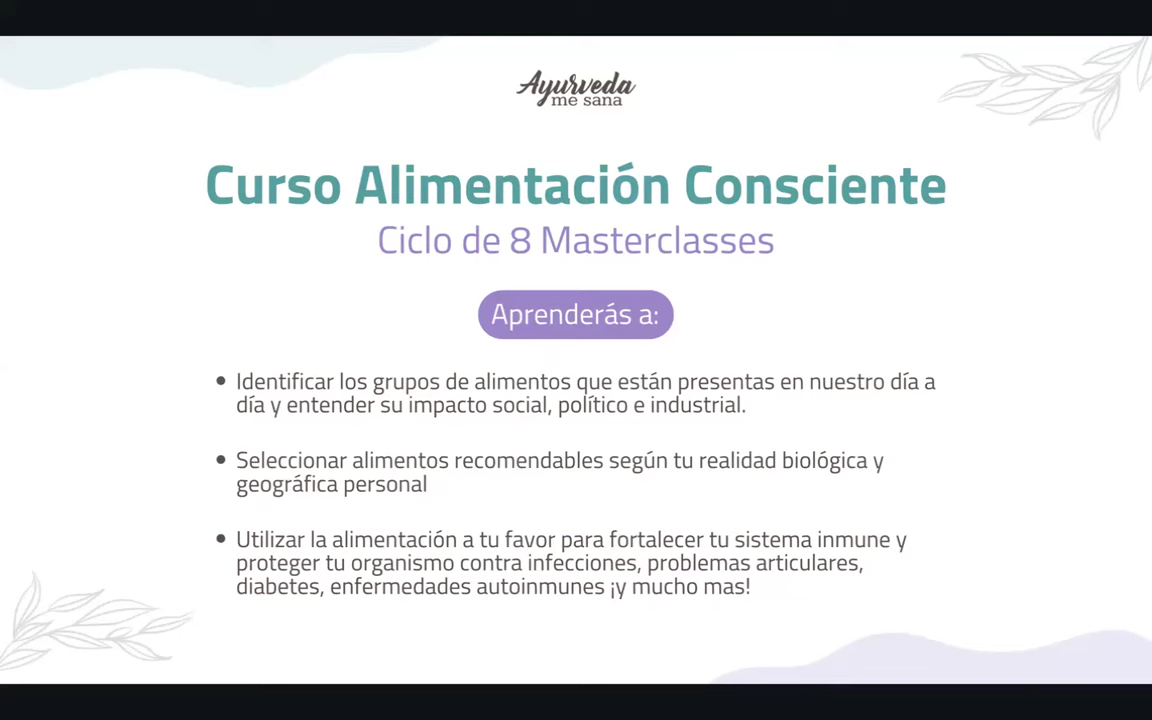 Ayurveda
me sana
Curso Alimentación Consciente
Ciclo de 8 Masterclasses
Aprenderás a:
• Identificar los grupos de alimentos que están presentas en nuestro día a
día y entender su impacto social, político e industrial.
• Seleccionar alimentos recomendables según tu realidad biológica y
geográfica personal
• Utilizar la alimentación a tu favor para fortalecer tu sistema inmune y
proteger tu organismo contra infecciones, problemas articulares,
diabetes, enfermedades autoinmunes ¡y mucho mas!